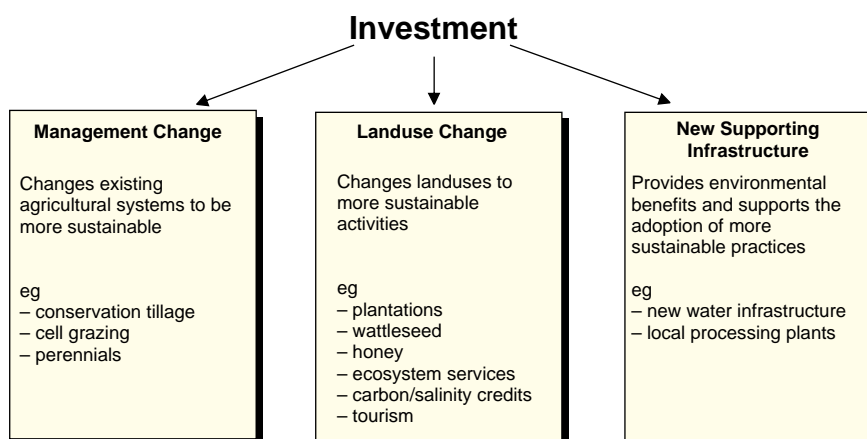 Investment
Management Change
Changes existing
agricultural systems to be
more sustainable
eg
– conservation tillage
– cell grazing
– perennials
Landuse Change
Changes landuses to
more sustainable
activities
eg
– plantations
– wattleseed
– honey
– ecosystem services
– carbon/salinity credits
– tourism
New Supporting
Infrastructure
Provides environmental
benefits and supports the
adoption of more
sustainable practices
eg
– new water infrastructure
– local processing plants